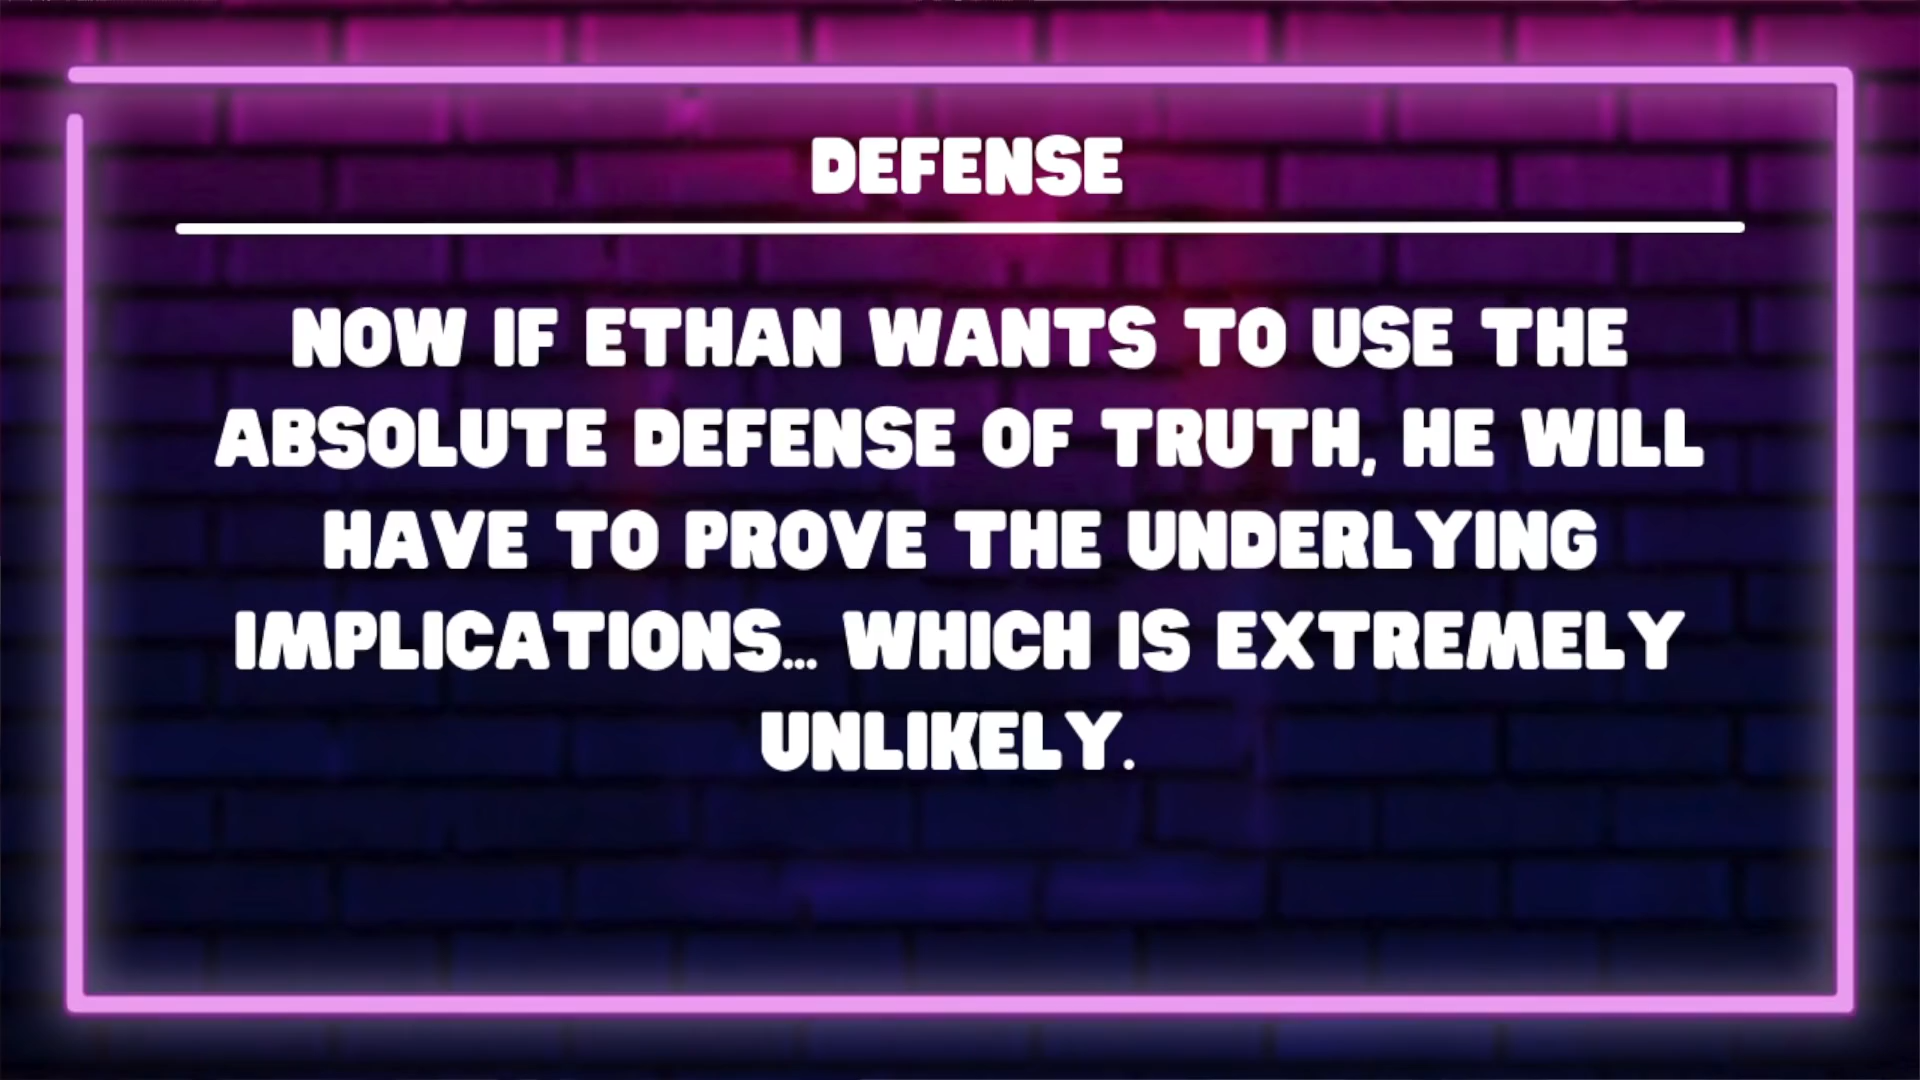 DEFENSE
NOW IF ETHAN WANTS TO USE THE
ABSOLUTE DEFENSE OF TRUTH, HE WILL
HAVE TO PROVE THE UNDERLYING
IMPLICATIONS... WHICH IS EXTREMELY
UNLIKELY.